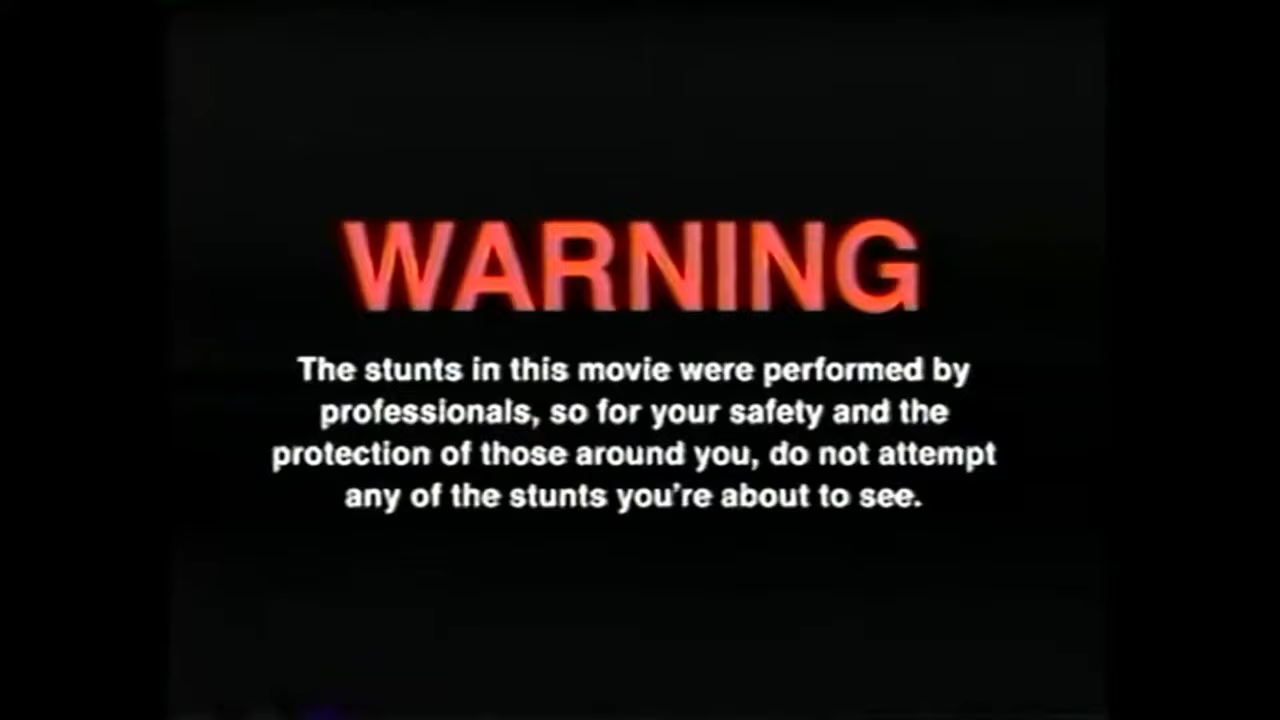 WARNING
The stunts in this movie were performed by
professionals, so for your safety and the
protection of those around you, do not attempt
any of the stunts you're about to see.